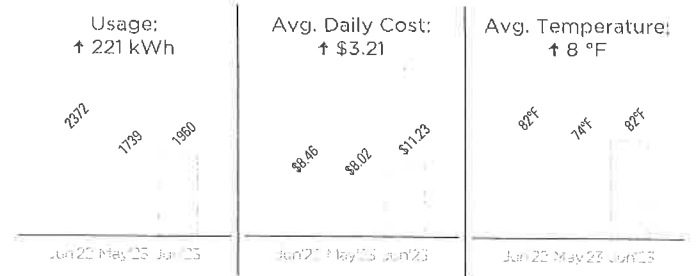 Usage:
↑ 221 kWh
2372
1739
1960
Jun'22 May'23 Jun'23
Avg. Daily Cost:
↑ $3.21
$8.46
$8.02
$11.23
Jun'22 May'23 Jun'23
Avg. Temperature:
↑ 8 °F
82°F
74°F
82°F
Jun'22 May'23 Jun'23